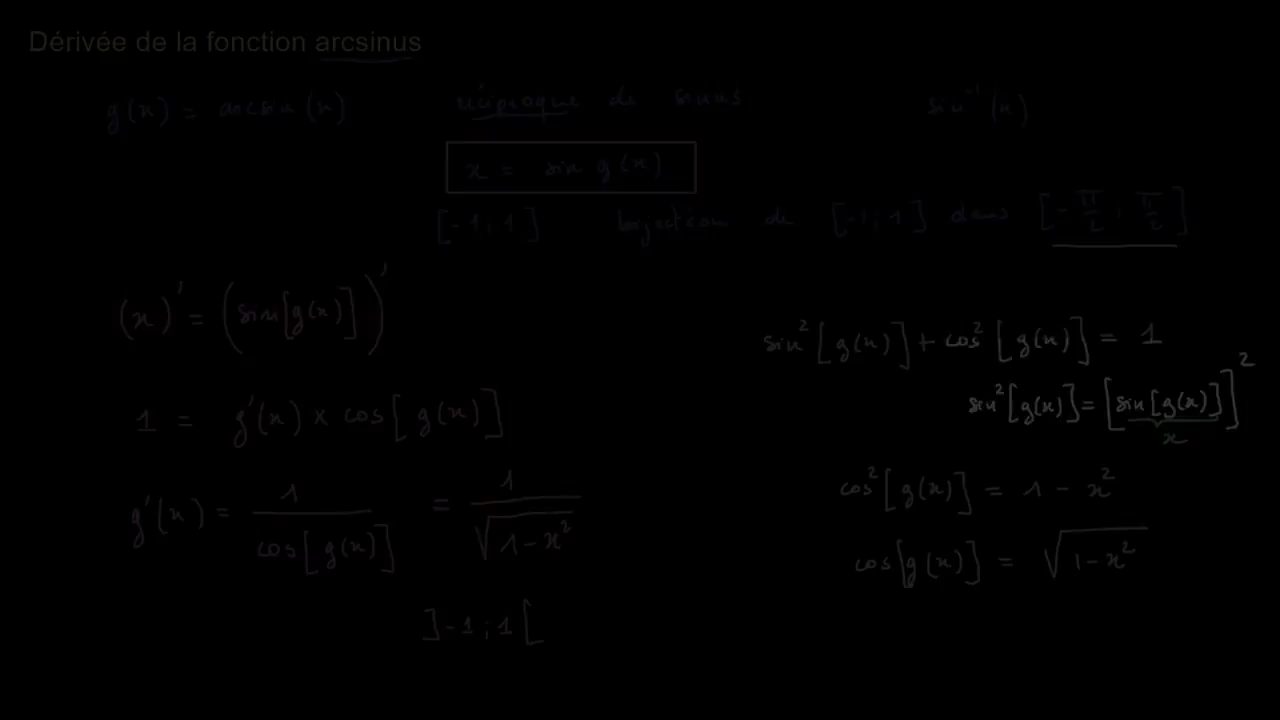 Dérivée de la fonction arcsinus
g(x) = arcsin(x) réciproque de sinus sin⁻¹(x)
x = sin g(x)
[-1 ; 1] bijection de [-1 ; 1] dans [-π/2 ; π/2]
(x)' = (sin[g(x)])'
sin²[g(x)] + cos²[g(x)] = 1
sin²[g(x)] = [sin[g(x)]]²
x
1 = g'(x) × cos[g(x)]
cos²[g(x)] = 1 - x²
g'(x) = 1/cos[g(x)] = 1/√(1-x²)
cos[g(x)] = √(1-x²)
]-1 ; 1[